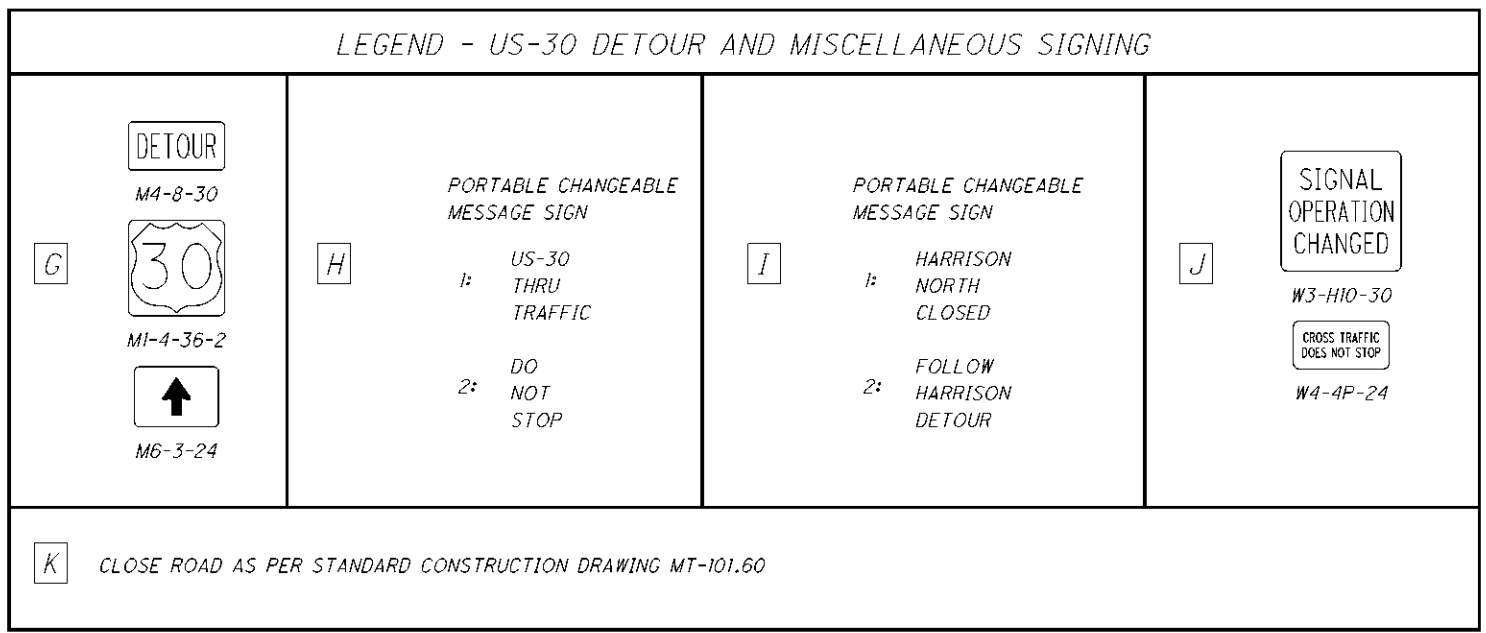 LEGEND - US-30 DETOUR AND MISCELLANEOUS SIGNING
G
DETOUR
M4-8-30
30
M1-4-36-2
M6-3-24
H
PORTABLE CHANGEABLE
MESSAGE SIGN
1: US-30
THRU
TRAFFIC
2: DO
NOT
STOP
I
PORTABLE CHANGEABLE
MESSAGE SIGN
1: HARRISON
NORTH
CLOSED
2: FOLLOW
HARRISON
DETOUR
J
SIGNAL
OPERATION
CHANGED
W3-H10-30
CROSS TRAFFIC
DOES NOT STOP
W4-4P-24
K CLOSE ROAD AS PER STANDARD CONSTRUCTION DRAWING MT-101.60